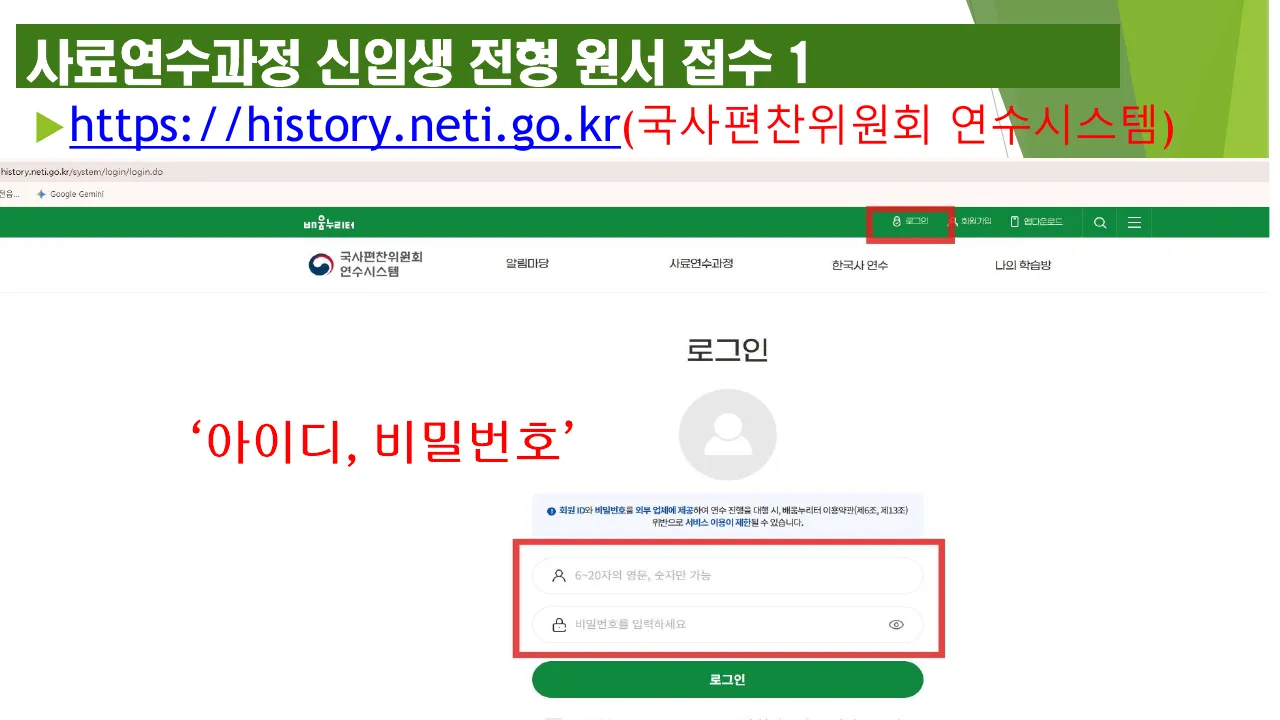 사료연수과정 신입생 전형 원서 접수 1
https://history.neti.go.kr(국사편찬위원회 연수시스템)
history.neti.go.kr/system/login/login.do
Google Gemini
배움누리터
로그인
회원가입
앱다운로드
국사편찬위원회
연수시스템
알림마당
사료연수과정
한국사 연수
나의 학습방
로그인
‘아이디, 비밀번호’
회원 ID와 비밀번호를 외부 업체에 제공하여 연수 진행을 대행 시, 배움누리터 이용약관(제6조, 제13조)
위반으로 서비스 이용이 제한될 수 있습니다.
6~20자의 영문, 숫자만 가능
비밀번호를 입력하세요
로그인